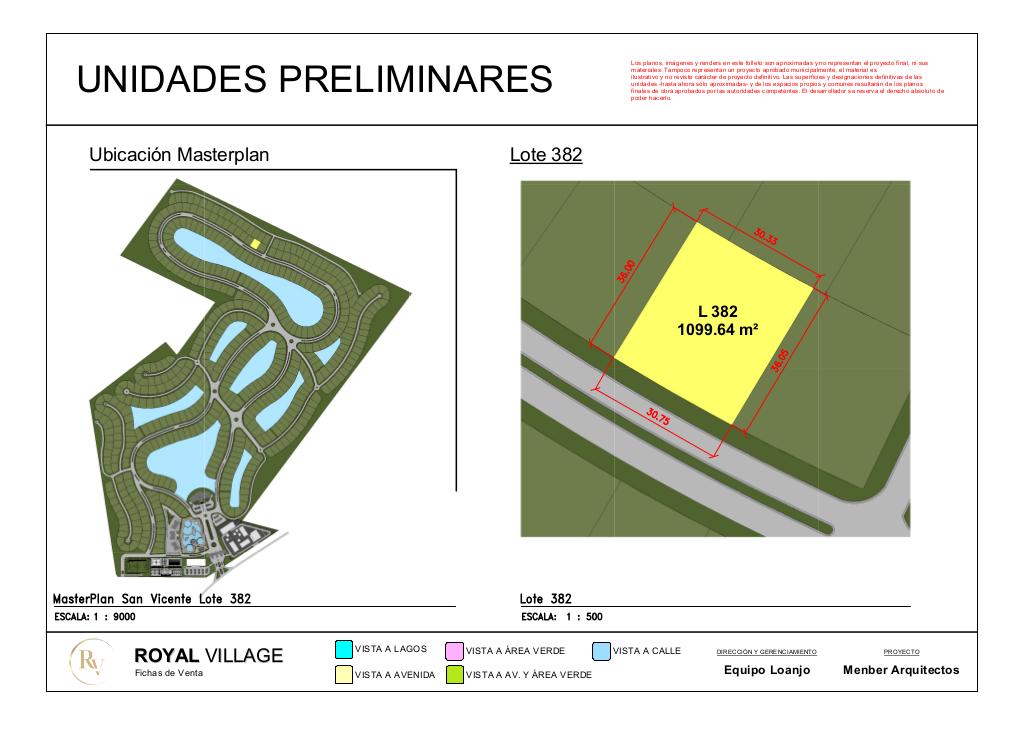 UNIDADES PRELIMINARES
Los planos, imágenes y renders en este folleto son aproximadas y no representan el proyecto final, ni sus
materiales. Tampoco representan un proyecto aprobado municipalmente, el material es
ilustrativo y no reviste carácter de proyecto definitivo. Las superficies y designaciones definitivas de las
unidades -hasta ahora sólo aproximadas- y de los espacios propios y comunes resultarán de los planos
finales de obra aprobados por las autoridades competentes. El desarrollador se reserva el derecho absoluto de
poder hacerlo.
Ubicación Masterplan
Lote 382
30.33
36.00
L 382
1099.64 m²
36.05
30.75
MasterPlan San Vicente Lote 382
ESCALA: 1 : 9000
Lote 382
ESCALA: 1 : 500
RV
ROYAL VILLAGE
Fichas de Venta
VISTA A LAGOS
VISTA A ÁREA VERDE
VISTA A CALLE
VISTA A AVENIDA
VISTA A AV. Y ÁREA VERDE
DIRECCIÓN Y GERENCIAMIENTO
Equipo Loanjo
PROYECTO
Menber Arquitectos